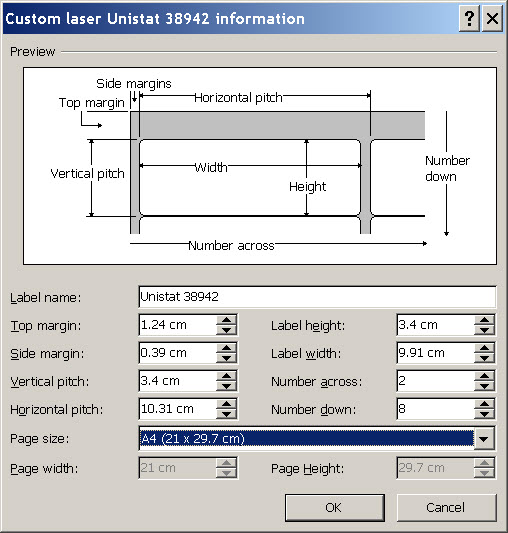 Custom laser Unistat 38942 information
Preview
Side margins
Top margin
Horizontal pitch
Vertical pitch
Width
Height
Number
down
Number across
Label name: Unistat 38942
Top margin: 1.24 cm Label height: 3.4 cm
Side margin: 0.39 cm Label width: 9.91 cm
Vertical pitch: 3.4 cm Number across: 2
Horizontal pitch: 10.31 cm Number down: 8
Page size: A4 (21 x 29.7 cm)
Page width: 21 cm Page Height: 29.7 cm
OK Cancel